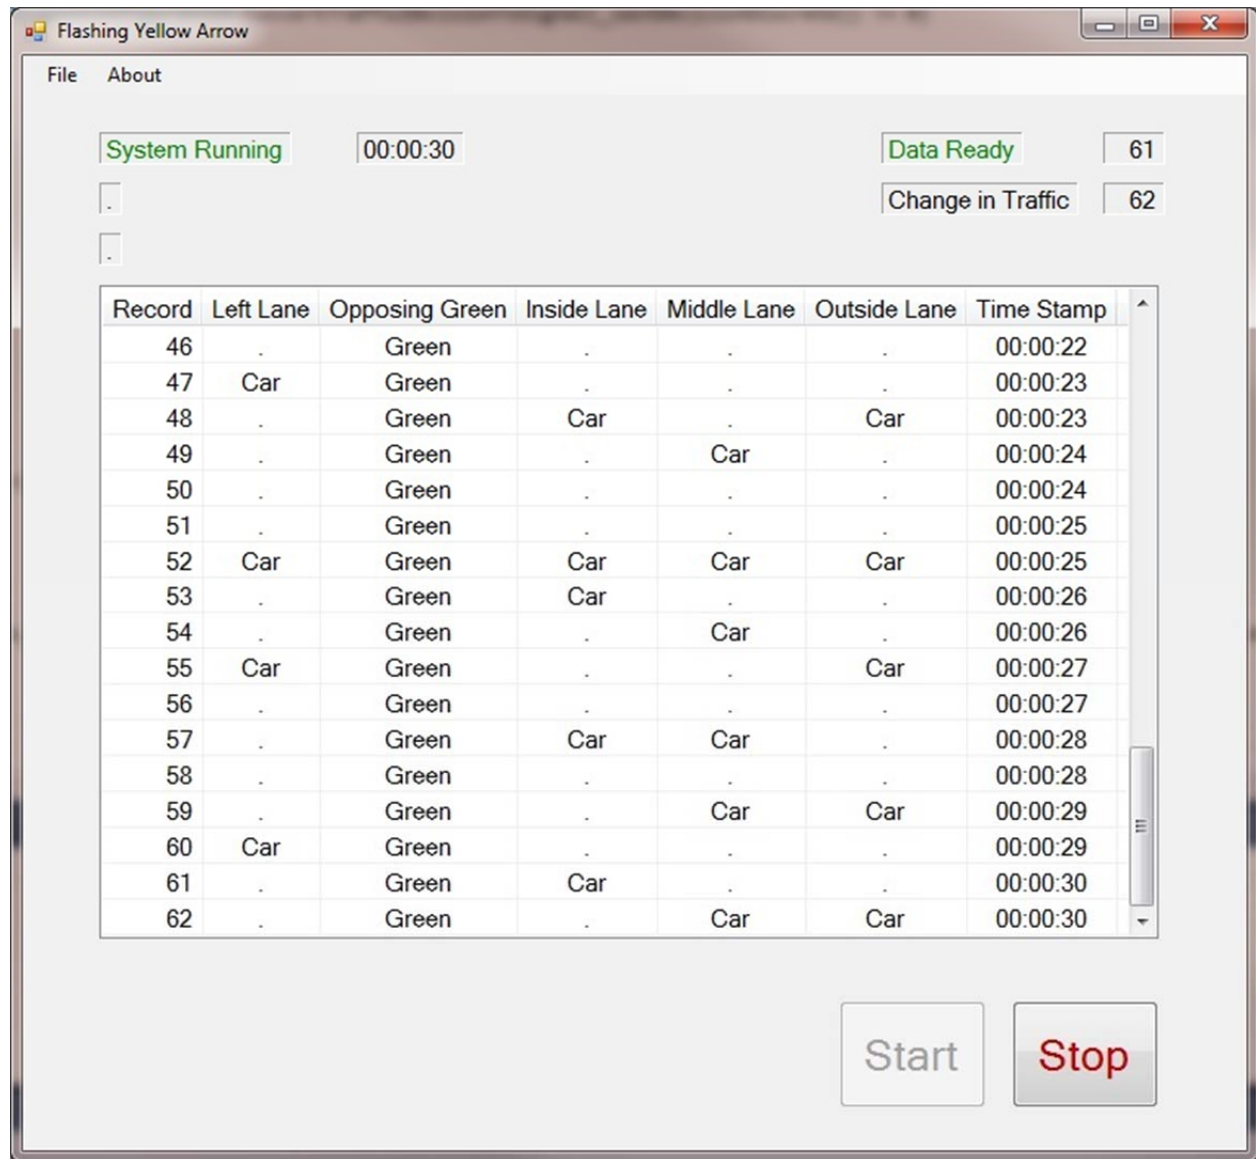 Flashing Yellow Arrow
File About
System Running 00:00:30 Data Ready 61
. Change in Traffic 62
.
Record Left Lane Opposing Green Inside Lane Middle Lane Outside Lane Time Stamp
46 . Green . . . 00:00:22
47 Car Green . . . 00:00:23
48 . Green Car . Car 00:00:23
49 . Green . Car . 00:00:24
50 . Green . . . 00:00:24
51 . Green . . . 00:00:25
52 Car Green Car Car Car 00:00:25
53 . Green Car . . 00:00:26
54 . Green . Car . 00:00:26
55 Car Green . . Car 00:00:27
56 . Green . . . 00:00:27
57 . Green Car Car . 00:00:28
58 . Green . . . 00:00:28
59 . Green . Car Car 00:00:29
60 Car Green . . . 00:00:29
61 . Green Car . . 00:00:30
62 . Green . Car Car 00:00:30
Start Stop